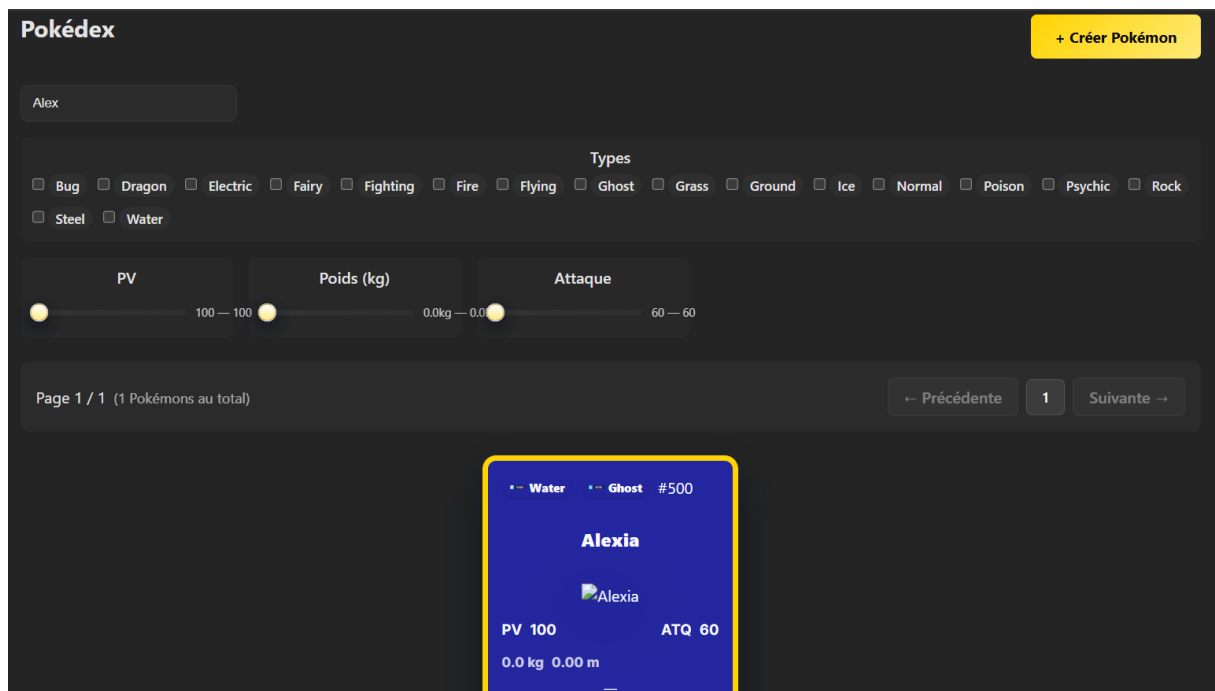 Pokédex
+ Créer Pokémon
Alex
Types
Bug Dragon Electric Fairy Fighting Fire Flying Ghost Grass Ground Ice Normal Poison Psychic Rock
Steel Water
PV Poids (kg) Attaque
100 — 100 0.0kg — 0.0 60 — 60
Page 1 / 1 (1 Pokémons au total) ← Précédente 1 Suivante →
Water Ghost #500
Alexia
Alexia
PV 100 ATQ 60
0.0 kg 0.00 m